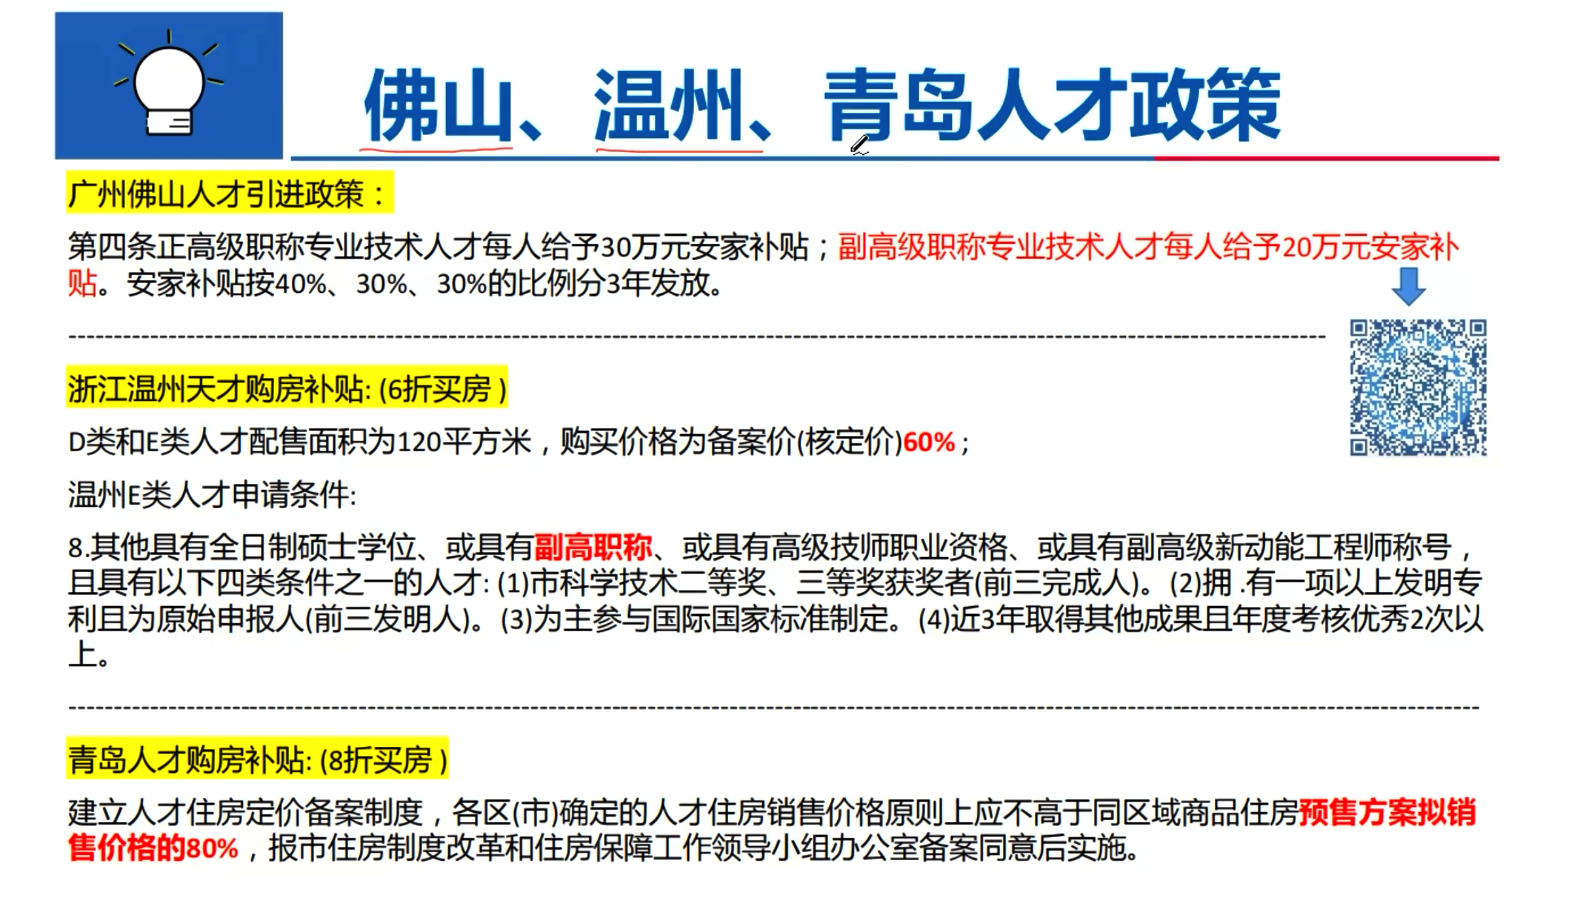 佛山、温州、青岛人才政策
广州佛山人才引进政策：
第四条正高级职称专业技术人才每人给予30万元安家补贴；副高级职称专业技术人才每人给予20万元安家补
贴。安家补贴按40%、30%、30%的比例分3年发放。
浙江温州天才购房补贴: (6折买房 )
D类和E类人才配售面积为120平方米，购买价格为备案价(核定价)60%；
温州E类人才申请条件:
8.其他具有全日制硕士学位、或具有副高职称、或具有高级技师职业资格、或具有副高级新动能工程师称号，
且具有以下四类条件之一的人才: (1)市科学技术二等奖、三等奖获奖者(前三完成人)。(2)拥 .有一项以上发明专
利且为原始申报人(前三发明人)。(3)为主参与国际国家标准制定。(4)近3年取得其他成果且年度考核优秀2次以
上。
青岛人才购房补贴: (8折买房 )
建立人才住房定价备案制度，各区(市)确定的人才住房销售价格原则上应不高于同区域商品住房预售方案拟销
售价格的80%，报市住房制度改革和住房保障工作领导小组办公室备案同意后实施。